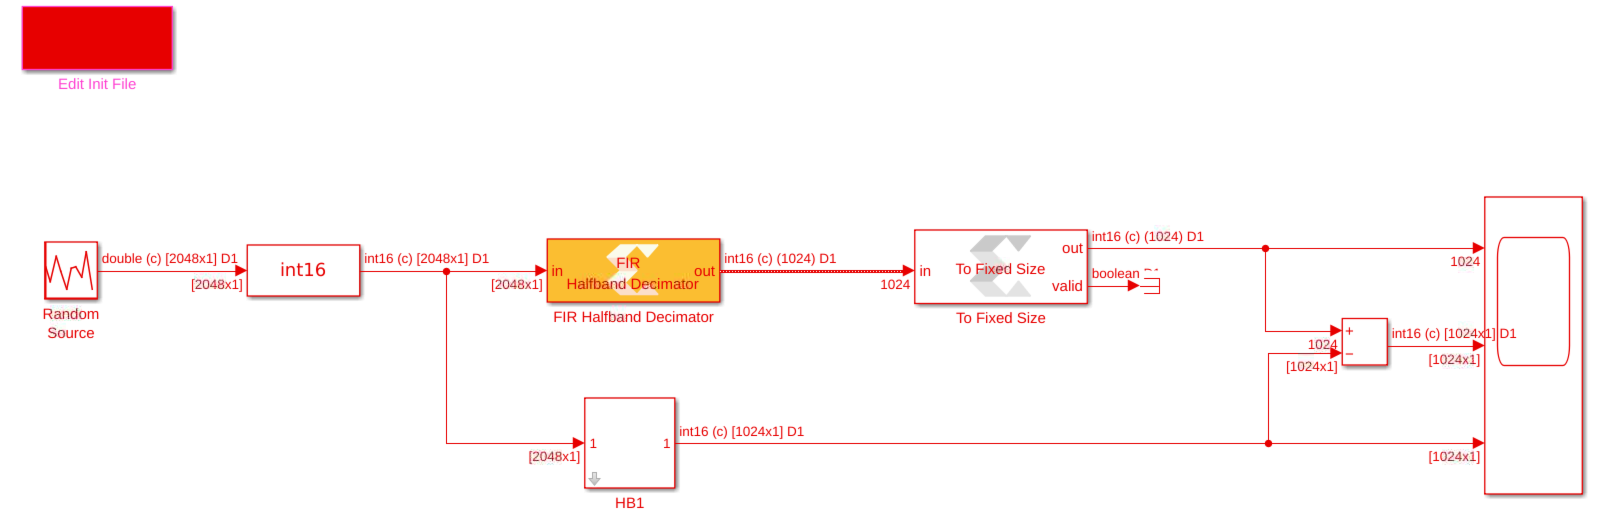 Edit Init File
double (c) [2048x1] D1
[2048x1]
Random
Source
int16
int16 (c) [2048x1] D1
[2048x1]
in
FIR
Halfband Decimator
out
FIR Halfband Decimator
int16 (c) (1024) D1
1024
in
To Fixed Size
out
valid
To Fixed Size
int16 (c) (1024) D1
boolean
1024
+
1024
−
[1024x1]
int16 (c) [1024x1] D1
[1024x1]
[2048x1]
1
1
HB1
int16 (c) [1024x1] D1
[1024x1]